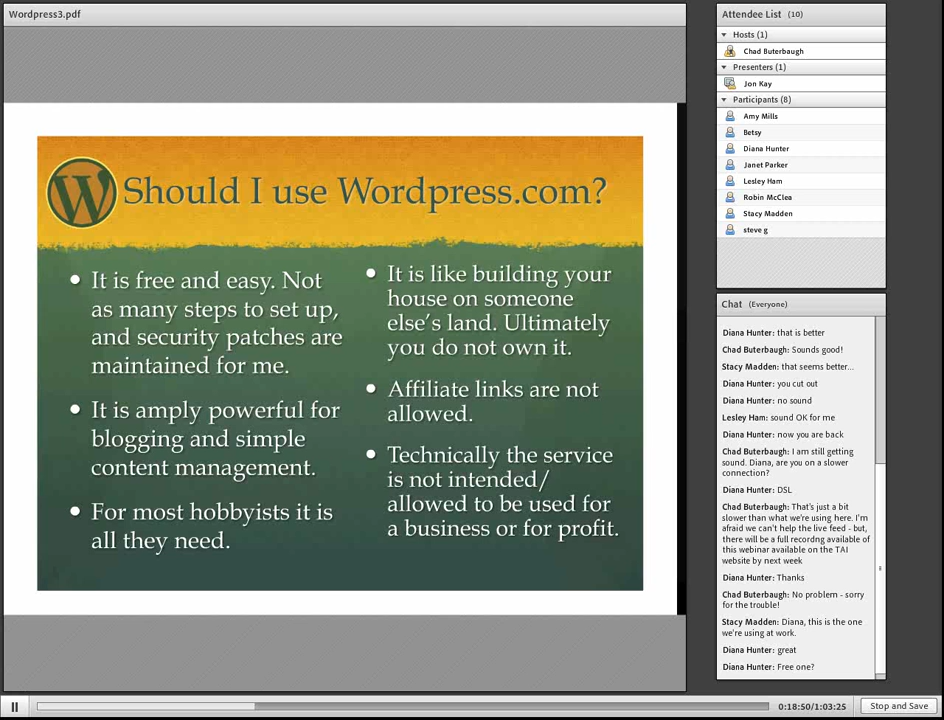 Wordpress3.pdf
W Should I use Wordpress.com?
• It is free and easy. Not
as many steps to set up,
and security patches are
maintained for me.
• It is amply powerful for
blogging and simple
content management.
• For most hobbyists it is
all they need.
• It is like building your
house on someone
else's land. Ultimately
you do not own it.
• Affiliate links are not
allowed.
• Technically the service
is not intended/
allowed to be used for
a business or for profit.
Attendee List (10)
Hosts (1)
Chad Buterbaugh
Presenters (1)
Jon Kay
Participants (8)
Amy Mills
Betsy
Diana Hunter
Janet Parker
Lesley Ham
Robin McClea
Stacy Madden
steve g
Chat (Everyone)
Diana Hunter: that is better
Chad Buterbaugh: Sounds good!
Stacy Madden: that seems better...
Diana Hunter: you cut out
Diana Hunter: no sound
Lesley Ham: sound OK for me
Diana Hunter: now you are back
Chad Buterbaugh: I am still getting
sound. Diana, are you on a slower
connection?
Diana Hunter: DSL
Chad Buterbaugh: That's just a bit
slower than what we're using here. I'm
afraid we can't help the live feed - but,
there will be a full recordng available of
this webinar available on the TAI
website by next week
Diana Hunter: Thanks
Chad Buterbaugh: No problem - sorry
for the trouble!
Stacy Madden: Diana, this is the one
we're using at work.
Diana Hunter: great
Diana Hunter: Free one?
0:18:50/1:03:25
Stop and Save